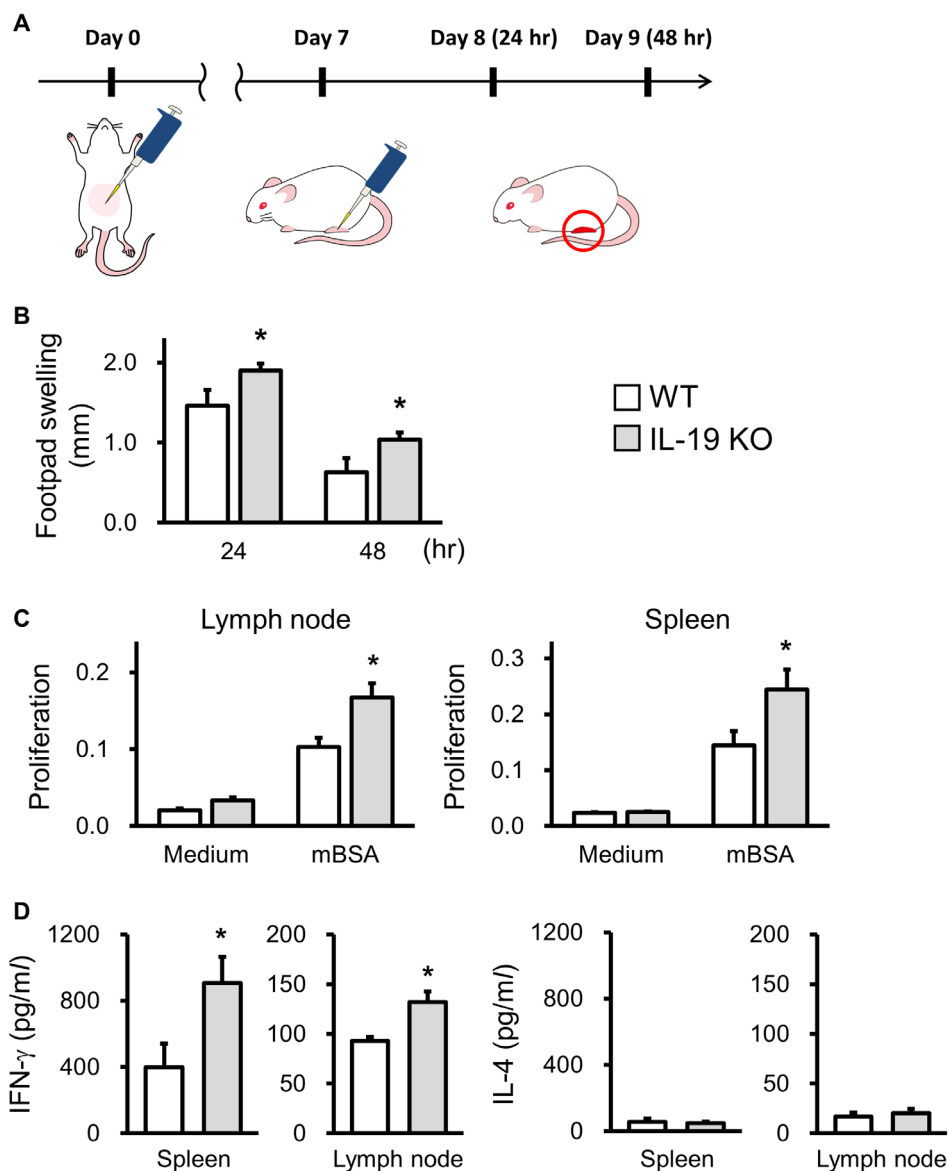 A
Day 0 Day 7 Day 8 (24 hr) Day 9 (48 hr)
B
Footpad swelling
(mm)
2.0
1.0
0.0
24 48 (hr)
*
*
WT
IL-19 KO
C
Lymph node
Proliferation
0.2
0.1
0.0
*
Medium mBSA
Spleen
Proliferation
0.3
0.2
0.1
0.0
*
Medium mBSA
D
IFN-γ (pg/ml)
1200
800
400
0
*
Spleen
200
150
100
50
0
*
Lymph node
IL-4 (pg/ml)
1200
800
400
0
Spleen
200
150
100
50
0
Lymph node